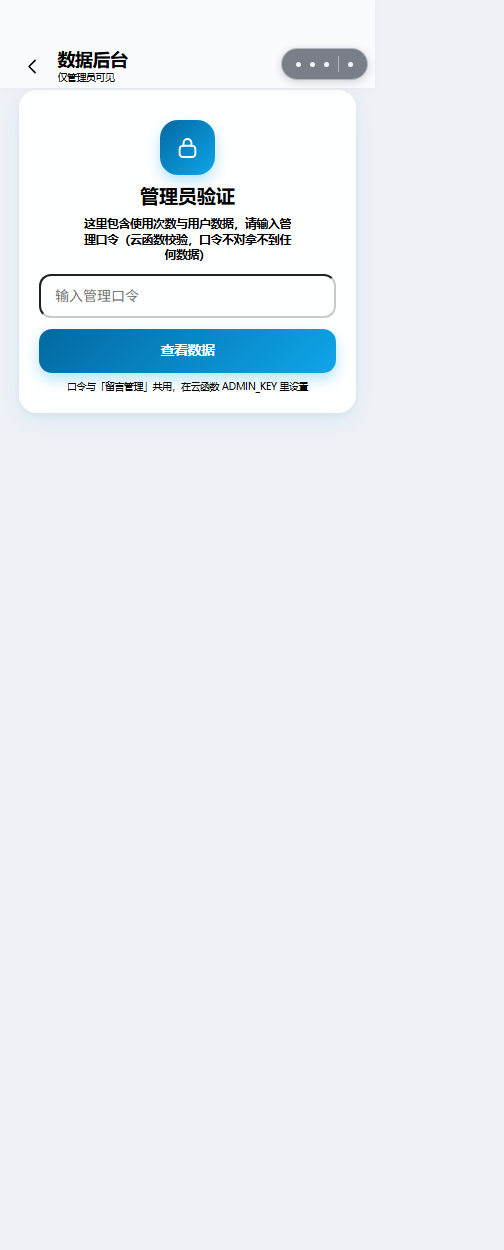 数据后台
仅管理员可见
管理员验证
这里包含使用次数与用户数据，请输入管
理口令（云函数校验，口令不对拿不到任
何数据）
输入管理口令
查看数据
口令与「留言管理」共用，在云函数 ADMIN_KEY 里设置